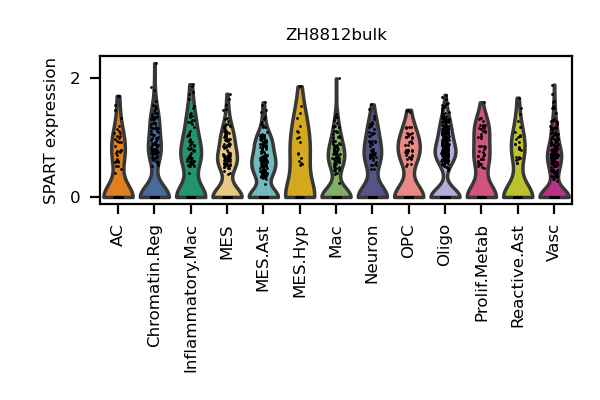 ZH8812bulk
SPART expression
2
0
AC
Chromatin.Reg
Inflammatory.Mac
MES
MES.Ast
MES.Hyp
Mac
Neuron
OPC
Oligo
Prolif.Metab
Reactive.Ast
Vasc